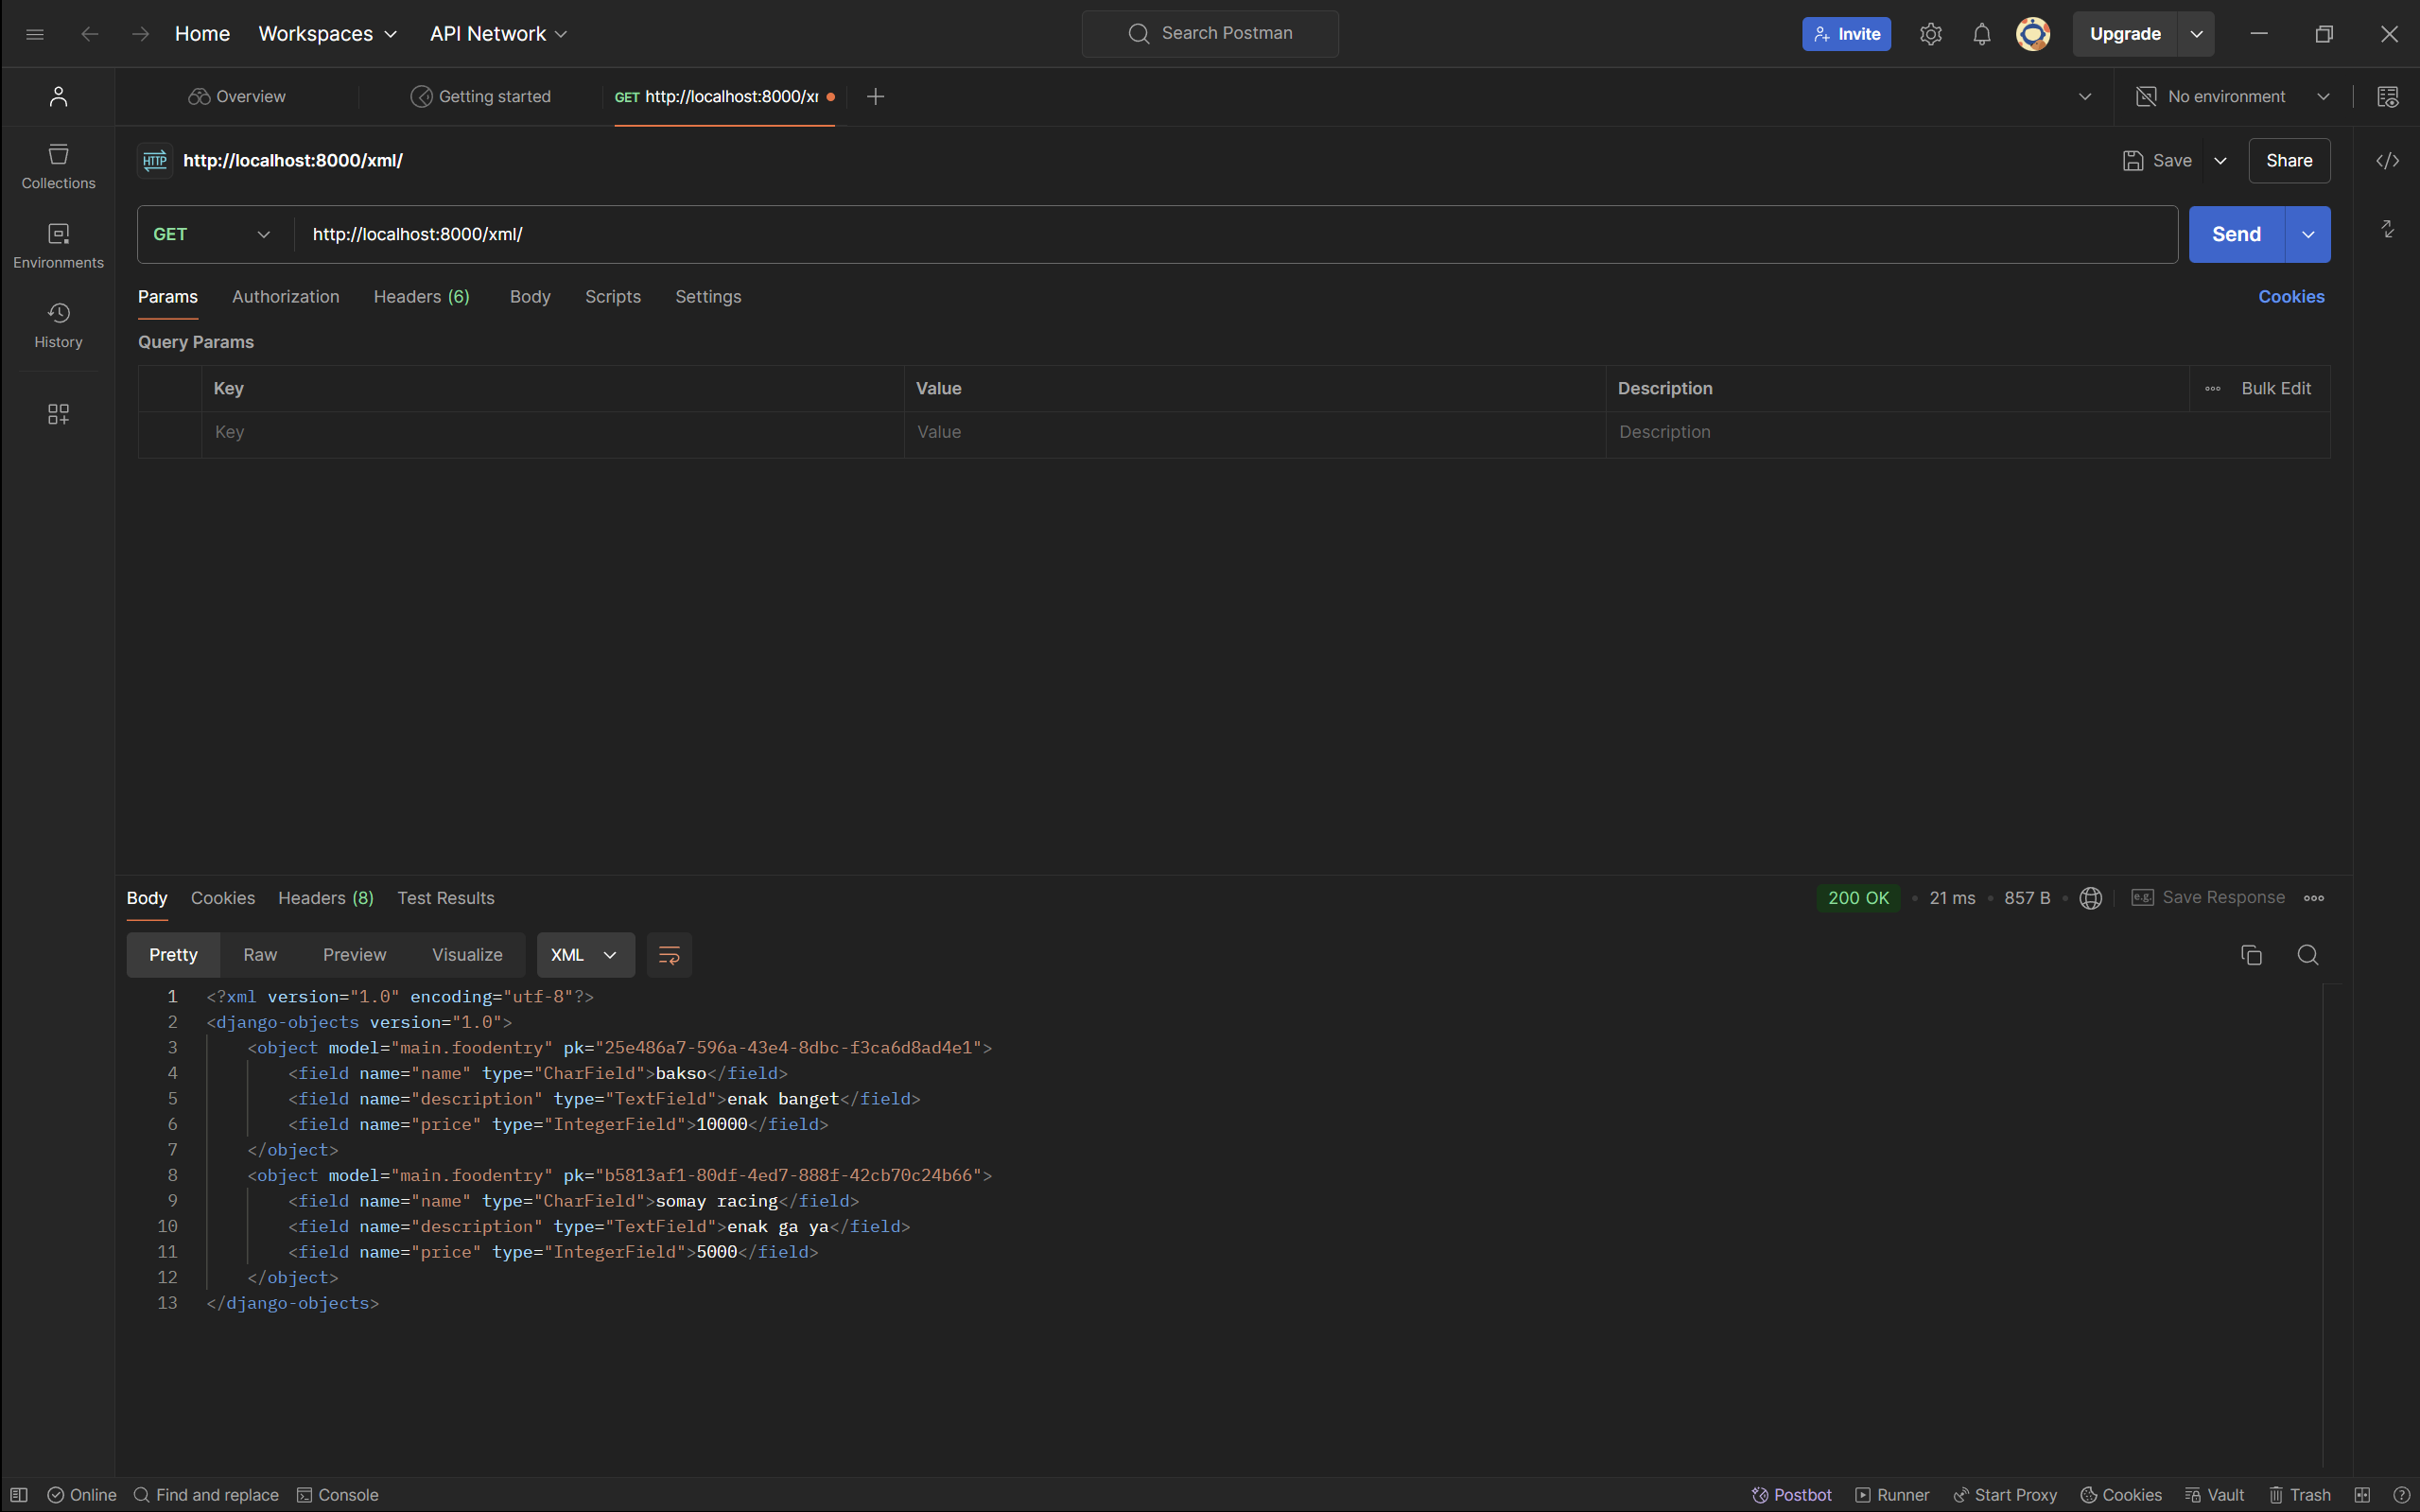 Home Workspaces API Network Search Postman Invite Upgrade
Overview Getting started GET http://localhost:8000/xr No environment
HTTP http://localhost:8000/xml/ Save Share
Collections
GET http://localhost:8000/xml/ Send
Environments
Params Authorization Headers (6) Body Scripts Settings Cookies
History
Query Params
Key Value Description Bulk Edit
Key Value Description
Body Cookies Headers (8) Test Results 200 OK • 21 ms • 857 B • e.g. Save Response
Pretty Raw Preview Visualize XML
1 <?xml version="1.0" encoding="utf-8"?>
2 <django-objects version="1.0">
3 <object model="main.foodentry" pk="25e486a7-596a-43e4-8dbc-f3ca6d8ad4e1">
4 <field name="name" type="CharField">bakso</field>
5 <field name="description" type="TextField">enak banget</field>
6 <field name="price" type="IntegerField">10000</field>
7 </object>
8 <object model="main.foodentry" pk="b5813af1-80df-4ed7-888f-42cb70c24b66">
9 <field name="name" type="CharField">somay racing</field>
10 <field name="description" type="TextField">enak ga ya</field>
11 <field name="price" type="IntegerField">5000</field>
12 </object>
13 </django-objects>
Online Find and replace Console Postbot Runner Start Proxy Cookies Vault Trash